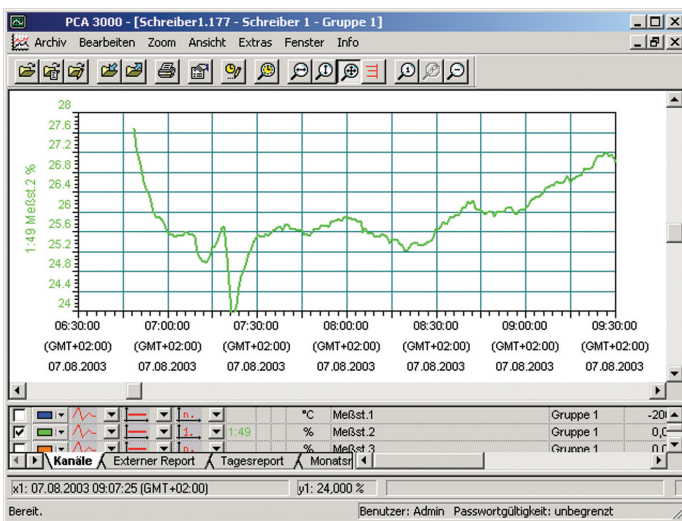 PCA 3000 - [Schreiber1.177 - Schreiber 1 - Gruppe 1]
Archiv Bearbeiten Zoom Ansicht Extras Fenster Info
28
27.6
27.2
26.8
26.4
26
25.6
25.2
24.8
24.4
24
1:49 Meßst.2 %
06:30:00 07:00:00 07:30:00 08:00:00 08:30:00 09:00:00 09:30:00
(GMT+02:00) (GMT+02:00) (GMT+02:00) (GMT+02:00) (GMT+02:00) (GMT+02:00) (GMT+02:00)
07.08.2003 07.08.2003 07.08.2003 07.08.2003 07.08.2003 07.08.2003 07.08.2003
n. °C Meßst.1 Gruppe 1
1. 1:49 % Meßst.2 Gruppe 1
n. % Meßst.3 Gruppe 1
Kanäle Externer Report Tagesreport
x1: 07.08.2003 09:07:25 (GMT+02:00) y1: 24,000 %
Bereit. Benutzer: Admin Passwortgültigkeit: unbegrenzt